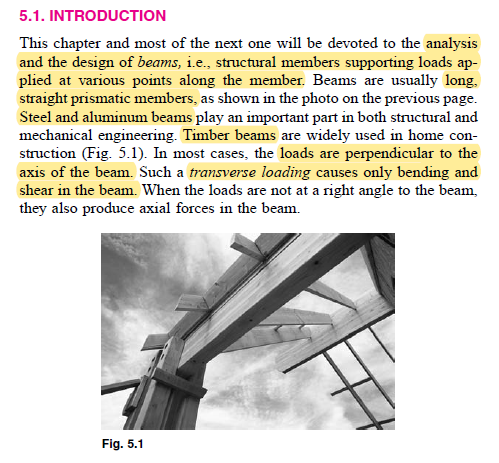 5.1. INTRODUCTION
This chapter and most of the next one will be devoted to the analysis
and the design of beams, i.e., structural members supporting loads ap-
plied at various points along the member. Beams are usually long,
straight prismatic members, as shown in the photo on the previous page.
Steel and aluminum beams play an important part in both structural and
mechanical engineering. Timber beams are widely used in home con-
struction (Fig. 5.1). In most cases, the loads are perpendicular to the
axis of the beam. Such a transverse loading causes only bending and
shear in the beam. When the loads are not at a right angle to the beam,
they also produce axial forces in the beam.
Fig. 5.1